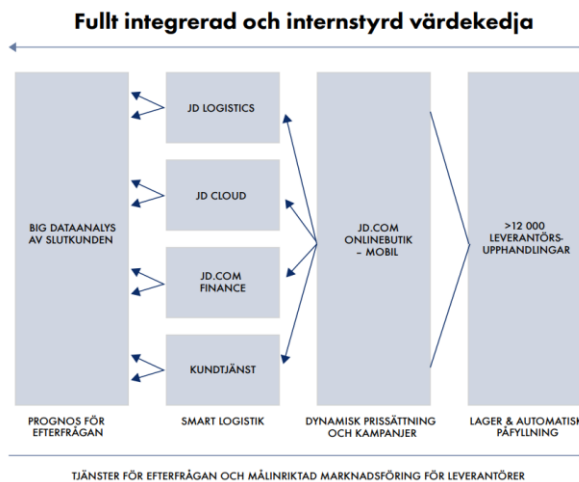 Fullt integrerad och internstyrd värdekedja
BIG DATAANALYS
AV SLUTKUNDEN
JD LOGISTICS
JD CLOUD
JD.COM
FINANCE
KUNDTJÄNST
JD.COM
ONLINEBUTIK
– MOBIL
>12 000
LEVERANTÖRS-
UPPHANDLINGAR
PROGNOS FÖR
EFTERFRÅGAN
SMART LOGISTIK
DYNAMISK PRISSÄTTNING
OCH KAMPANJER
LAGER & AUTOMATISK
PÅFYLLNING
TJÄNSTER FÖR EFTERFRÅGAN OCH MÅLINRIKTAD MARKNADSFÖRING FÖR LEVERANTÖRER